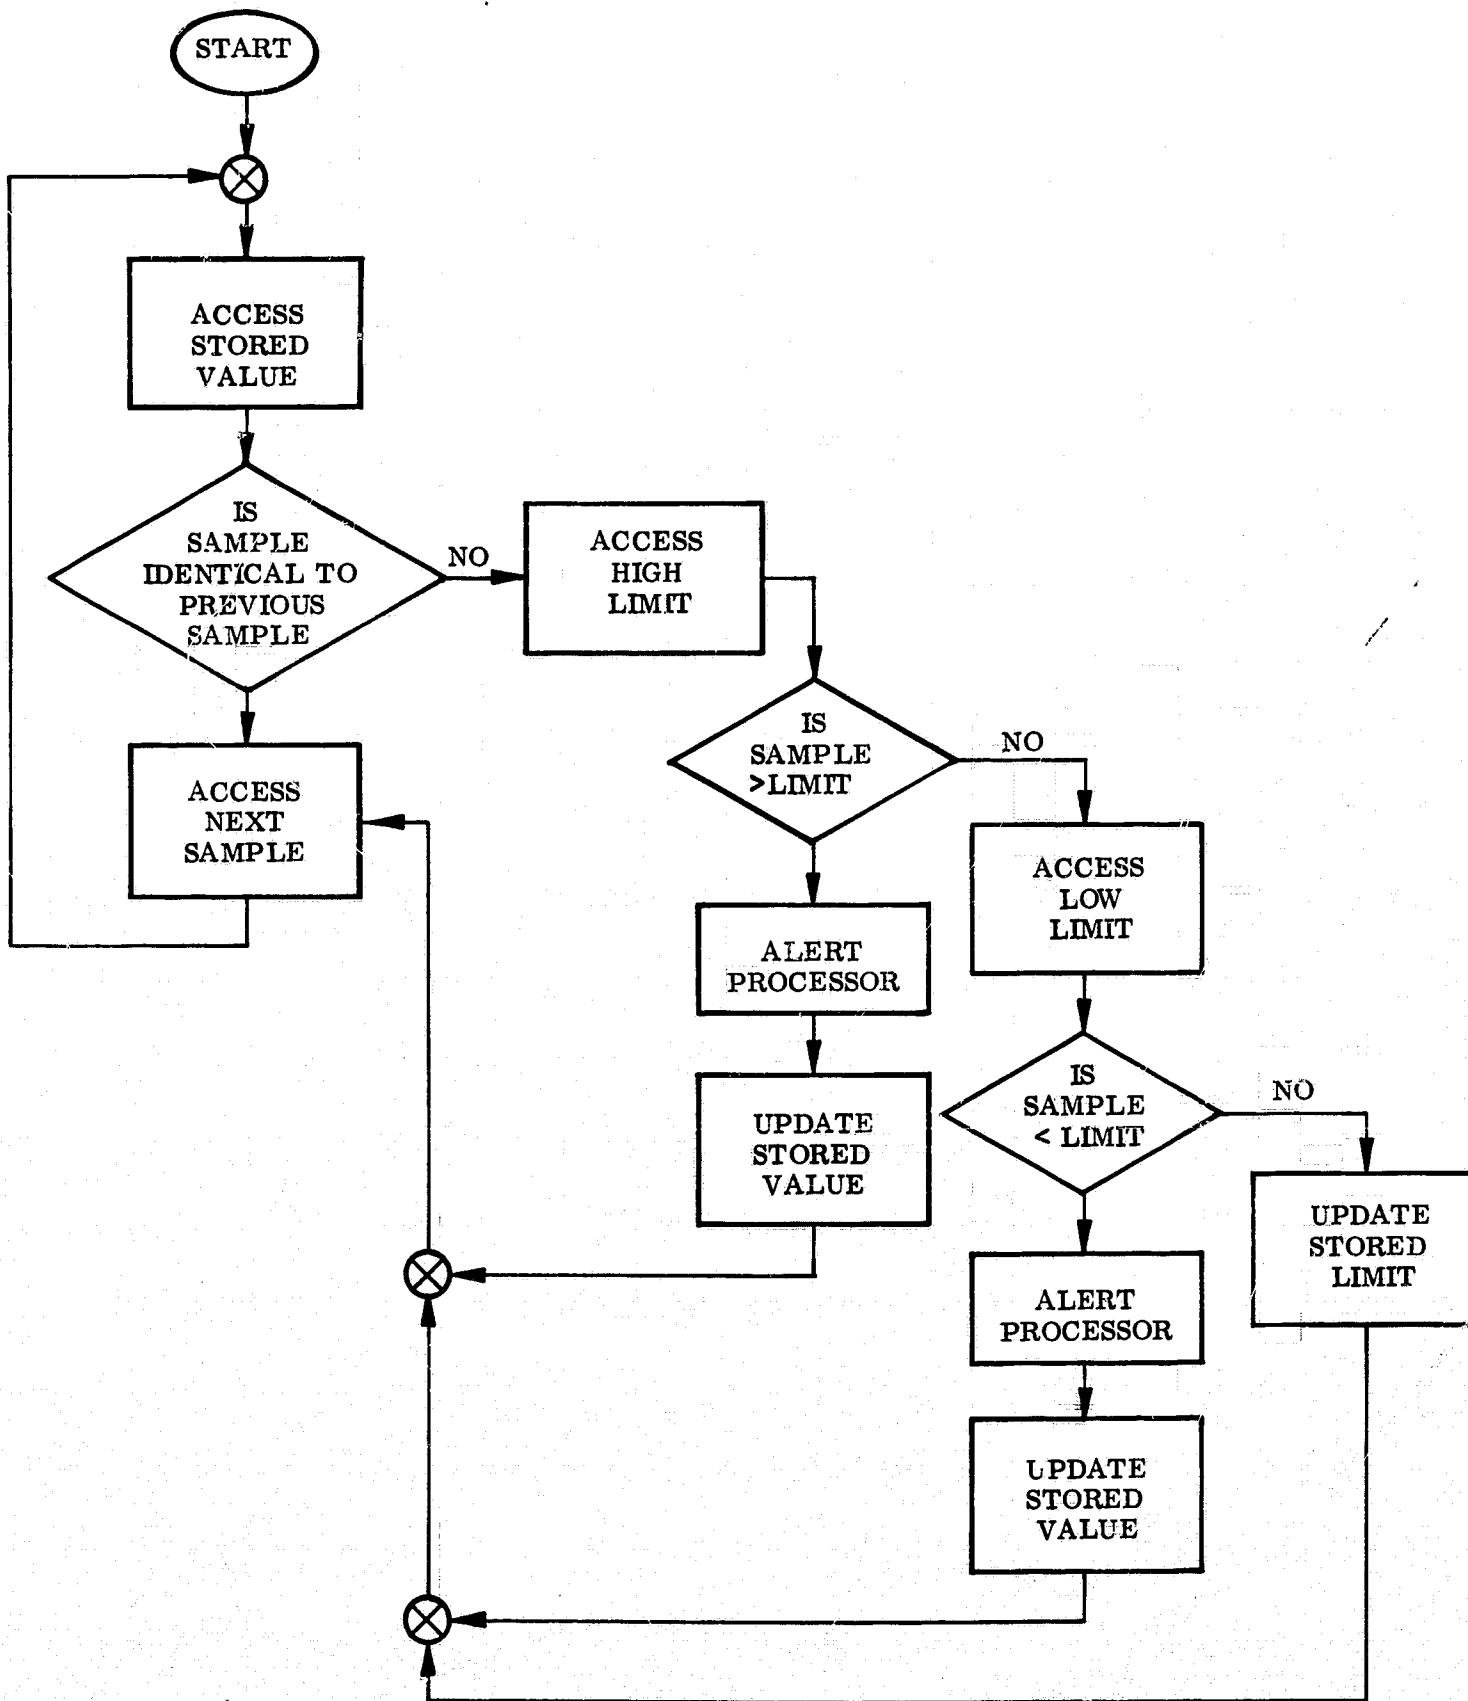 START
ACCESS
STORED
VALUE
IS
SAMPLE
IDENTICAL TO
PREVIOUS
SAMPLE
NO
ACCESS
HIGH
LIMIT
ACCESS
NEXT
SAMPLE
IS
SAMPLE
>LIMIT
NO
ACCESS
LOW
LIMIT
ALERT
PROCESSOR
UPDATE
STORED
VALUE
IS
SAMPLE
< LIMIT
NO
UPDATE
STORED
LIMIT
ALERT
PROCESSOR
UPDATE
STORED
VALUE